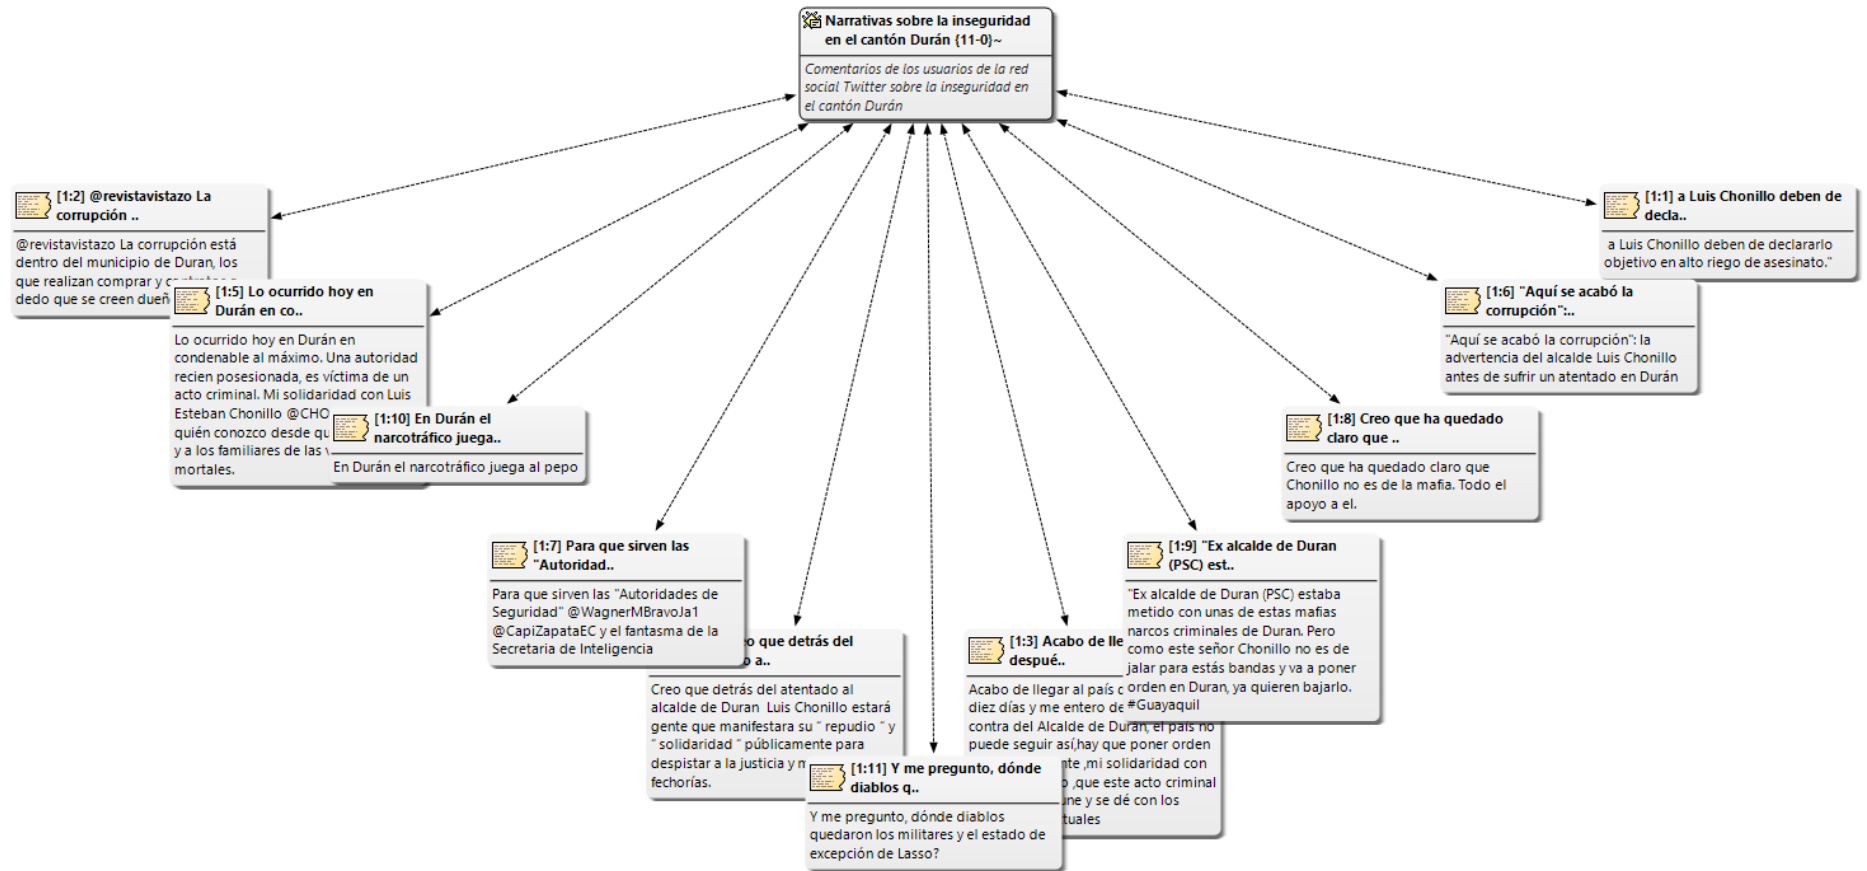 Narrativas sobre la inseguridad
en el cantón Durán {11-0}~
Comentarios de los usuarios de la red
social Twitter sobre la inseguridad en
el cantón Durán
[1:2] @revistavistazo La
corrupción ..
@revistavistazo La corrupción está
dentro del municipio de Duran, los
que realizan comprar y
dedo que se creen
[1:5] Lo ocurrido hoy en
Durán en co..
Lo ocurrido hoy en Durán en
condenable al máximo. Una autoridad
recien posesionada, es víctima de un
acto criminal. Mi solidaridad con Luis
Esteban Chonillo
quién conozco desde
y a los familiares de las
mortales.
[1:10] En Durán el
narcotráfico juega..
En Durán el narcotráfico juega al pepo
[1:7] Para que sirven las
"Autoridad..
Para que sirven las "Autoridades de
Seguridad" @WagnerMBravoJa1
@CapiZapataEC y el fantasma de la
Secretaria de Inteligencia
que detrás del
a..
Creo que detrás del atentado al
alcalde de Duran  Luis Chonillo estará
gente que manifestara su “ repudio “ y
“ solidaridad “ públicamente para
despistar a la justicia y
fechorías.
[1:11] Y me pregunto, dónde
diablos q..
Y me pregunto, dónde diablos
quedaron los militares y el estado de
excepción de Lasso?
[1:3] Acabo de
despué..
Acabo de llegar al país
diez días y me entero
contra del Alcalde de Durán, el país no
puede seguir así,hay que poner orden
,mi solidaridad con
,que este acto criminal
y se dé con los
[1:9] "Ex alcalde de Duran
(PSC) est..
"Ex alcalde de Duran (PSC) estaba
metido con unas de estas mafias
narcos criminales de Duran. Pero
como este señor Chonillo no es de
jalar para estás bandas y va a poner
orden en Duran, ya quieren bajarlo.
#Guayaquil
[1:8] Creo que ha quedado
claro que ..
Creo que ha quedado claro que
Chonillo no es de la mafia. Todo el
apoyo a el.
[1:6] "Aquí se acabó la
corrupción":..
"Aquí se acabó la corrupción": la
advertencia del alcalde Luis Chonillo
antes de sufrir un atentado en Durán
[1:1] a Luis Chonillo deben de
decla..
a Luis Chonillo deben de declararlo
objetivo en alto riego de asesinato."